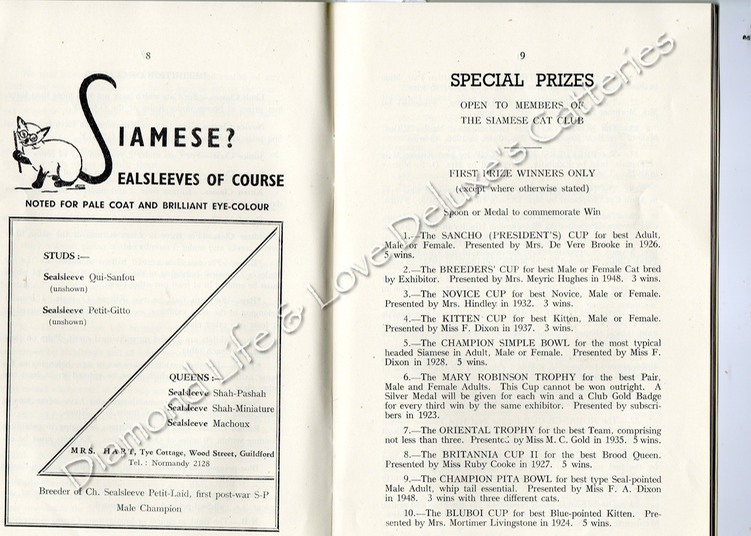 8
SIAMESE?
SEALSLEEVES OF COURSE
NOTED FOR PALE COAT AND BRILLIANT EYE-COLOUR
STUDS :—
Sealsleeve Qui-Sanfou
(unshown)
Sealsleeve Petit-Gitto
(unshown)
QUEENS :—
Sealsleeve Shah-Pashah
Sealsleeve Shah-Miniature
Sealsleeve Machoux
MRS. HART, Tye Cottage, Wood Street, Guildford
Tel. : Normandy 2128
Breeder of Ch. Sealsleeve Petit-Laid, first post-war S-P
Male Champion
9
SPECIAL PRIZES
OPEN TO MEMBERS OF
THE SIAMESE CAT CLUB
FIRST PRIZE WINNERS ONLY
(except where otherwise stated)
Spoon or Medal to commemorate Win
1.—The SANCHO (PRESIDENT'S) CUP for best Adult,
Male or Female. Presented by Mrs. De Vere Brooke in 1926.
5 wins.
2.—The BREEDERS' CUP for best Male or Female Cat bred
by Exhibitor. Presented by Mrs. Meyric Hughes in 1948. 3 wins.
3.—The NOVICE CUP for best Novice, Male or Female.
Presented by Mrs. Hindley in 1932. 3 wins.
4.—The KITTEN CUP for best Kitten, Male or Female.
Presented by Miss F. Dixon in 1937. 3 wins.
5.—The CHAMPION SIMPLE BOWL for the most typical
headed Siamese in Adult, Male or Female. Presented by Miss F.
Dixon in 1928. 5 wins.
6.—The MARY ROBINSON TROPHY for the best Pair,
Male and Female Adults. This Cup cannot be won outright. A
Silver Medal will be given for each win and a Club Gold Badge
for every third win by the same exhibitor. Presented by subscri-
bers in 1923.
7.—The ORIENTAL TROPHY for the best Team, comprising
not less than three. Presented by Miss M. C. Gold in 1935. 5 wins.
8.—The BRITANNIA CUP II for the best Brood Queen.
Presented by Miss Ruby Cooke in 1927. 5 wins.
9.—The CHAMPION PITA BOWL for best type Seal-pointed
Male Adult, whip tail essential. Presented by Miss F. A. Dixon
in 1948. 3 wins with three different cats.
10.—The BLUBOI CUP for best Blue-pointed Kitten. Pre-
sented by Mrs. Mortimer Livingstone in 1924. 5 wins.
Diamond Life & Love Deluxe's Catteries